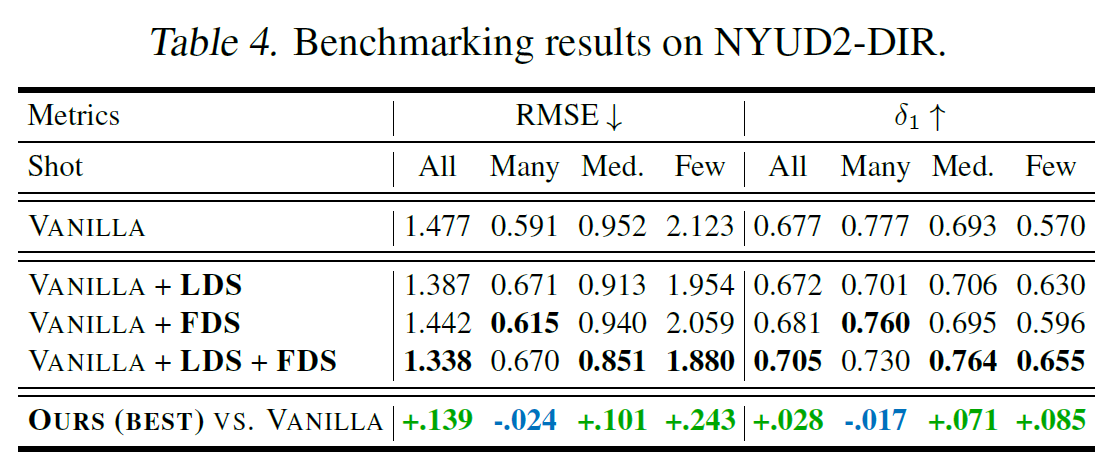 Table 4. Benchmarking results on NYUD2-DIR.
Metrics RMSE ↓ δ₁ ↑
Shot All Many Med. Few All Many Med. Few
VANILLA 1.477 0.591 0.952 2.123 0.677 0.777 0.693 0.570
VANILLA + LDS 1.387 0.671 0.913 1.954 0.672 0.701 0.706 0.630
VANILLA + FDS 1.442 0.615 0.940 2.059 0.681 0.760 0.695 0.596
VANILLA + LDS + FDS 1.338 0.670 0.851 1.880 0.705 0.730 0.764 0.655
OURS (BEST) VS. VANILLA +.139 -.024 +.101 +.243 +.028 -.017 +.071 +.085